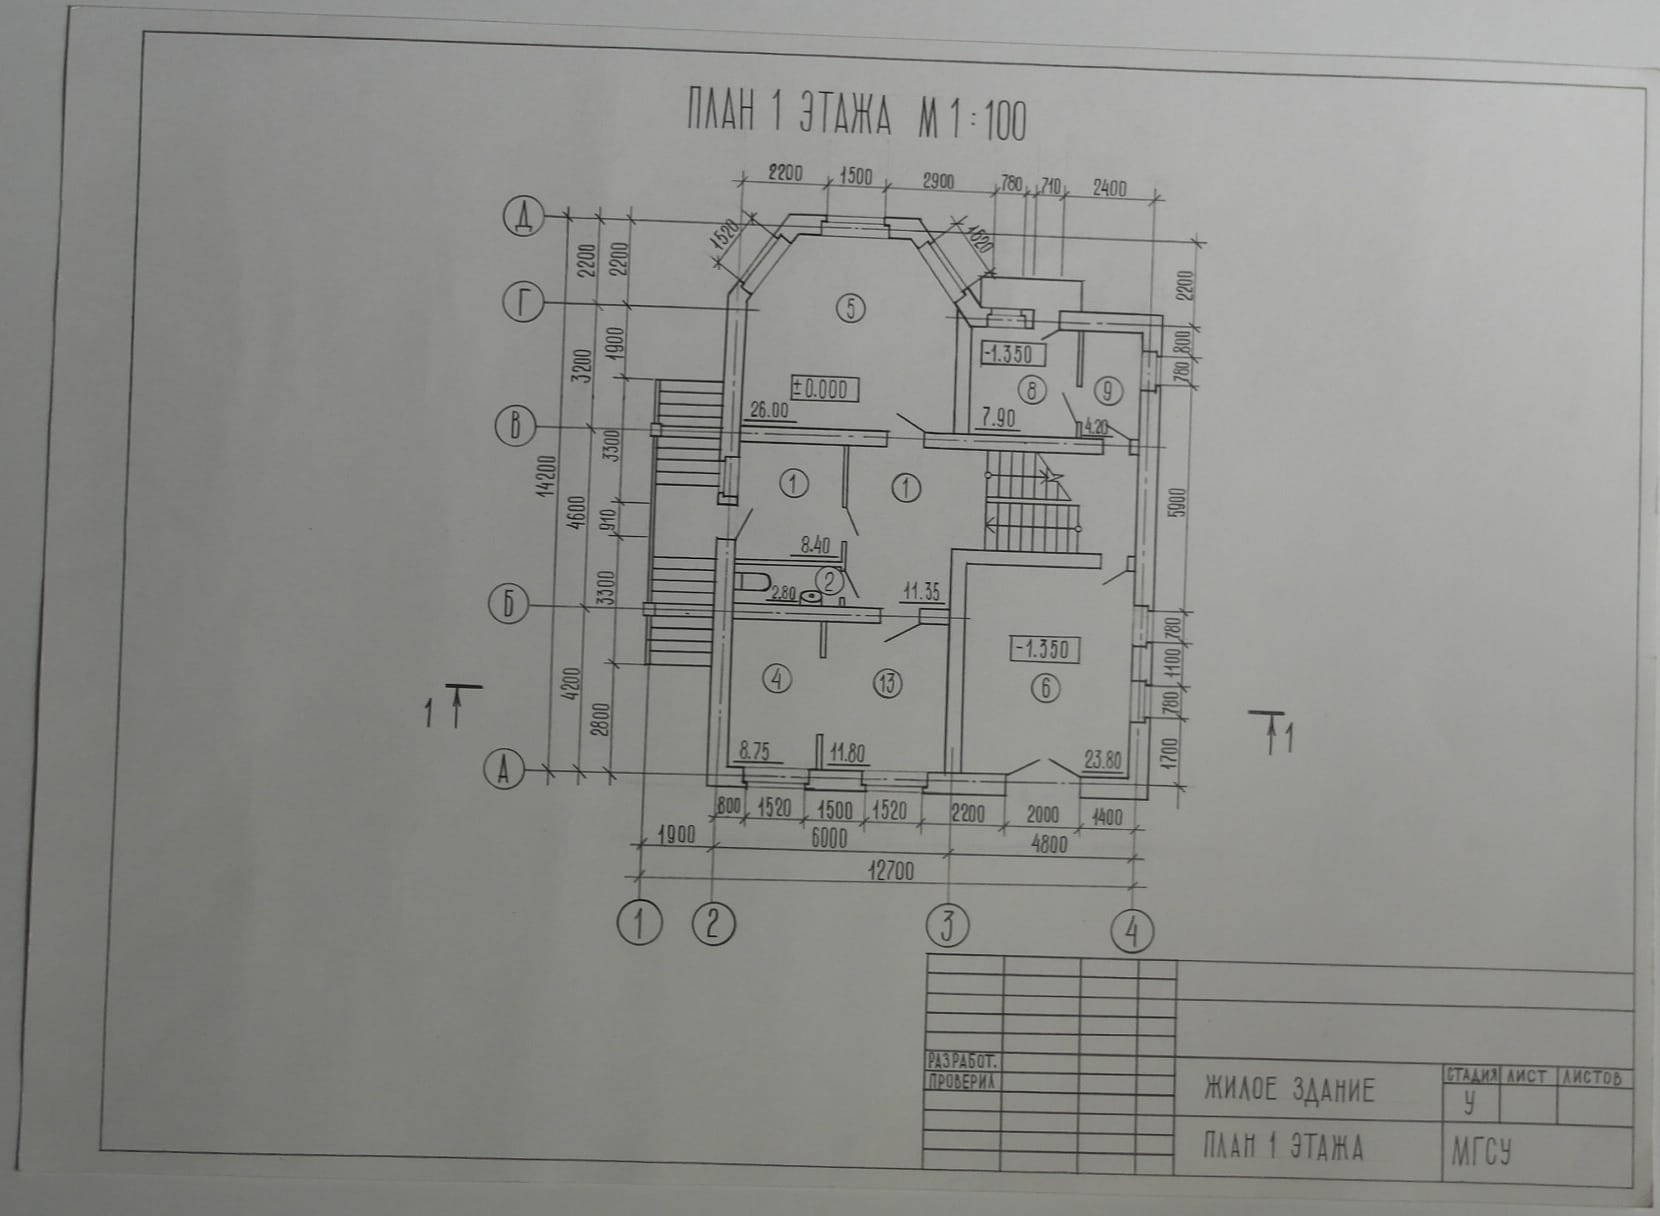 ПЛАН 1 ЭТАЖА М 1:100
2200 1500 2900 780 710 2400
1520 1520
Д
Г
В
Б
А
14200
2200 3200 4600 4200
2200 1900 3300 910 3300 2800
2200 800 780 5900 780 1100 780 1700
5
±0.000
26.00
-1.350
8
7.90
9
4.20
1
8.40
1
11.35
2
2.80
4
8.75
13
11.80
-1.350
6
23.80
1 1
800 1520 1500 1520 2200 2000 1400
1900 6000 4800
12700
1 2 3 4
РАЗРАБОТ.
ПРОВЕРИЛ
ЖИЛОЕ ЗДАНИЕ
СТАДИЯ ЛИСТ ЛИСТОВ
У
ПЛАН 1 ЭТАЖА
МГСУ